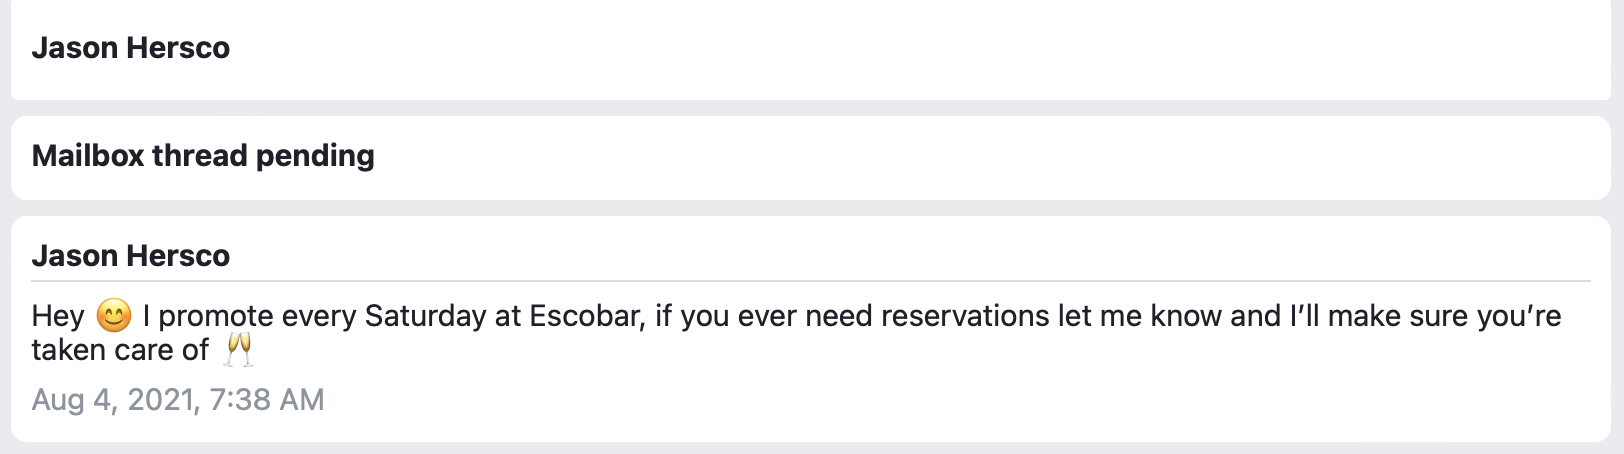 Jason Hersco
Mailbox thread pending
Jason Hersco
Hey 😊 I promote every Saturday at Escobar, if you ever need reservations let me know and I’ll make sure you’re
taken care of 🥂
Aug 4, 2021, 7:38 AM